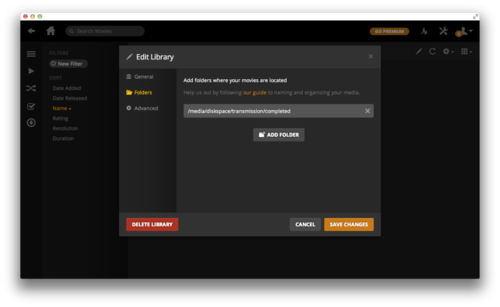 Search Movies
GO PREMIUM
Edit Library
FILTERS
New Filter
SORT
Date Added
Date Released
Name
Rating
Resolution
Duration
General
Folders
Advanced
Add folders where your movies are located
Help us out by following our guide to naming and organizing your media.
/media/diskspace/transmission/completed
ADD FOLDER
DELETE LIBRARY
CANCEL
SAVE CHANGES